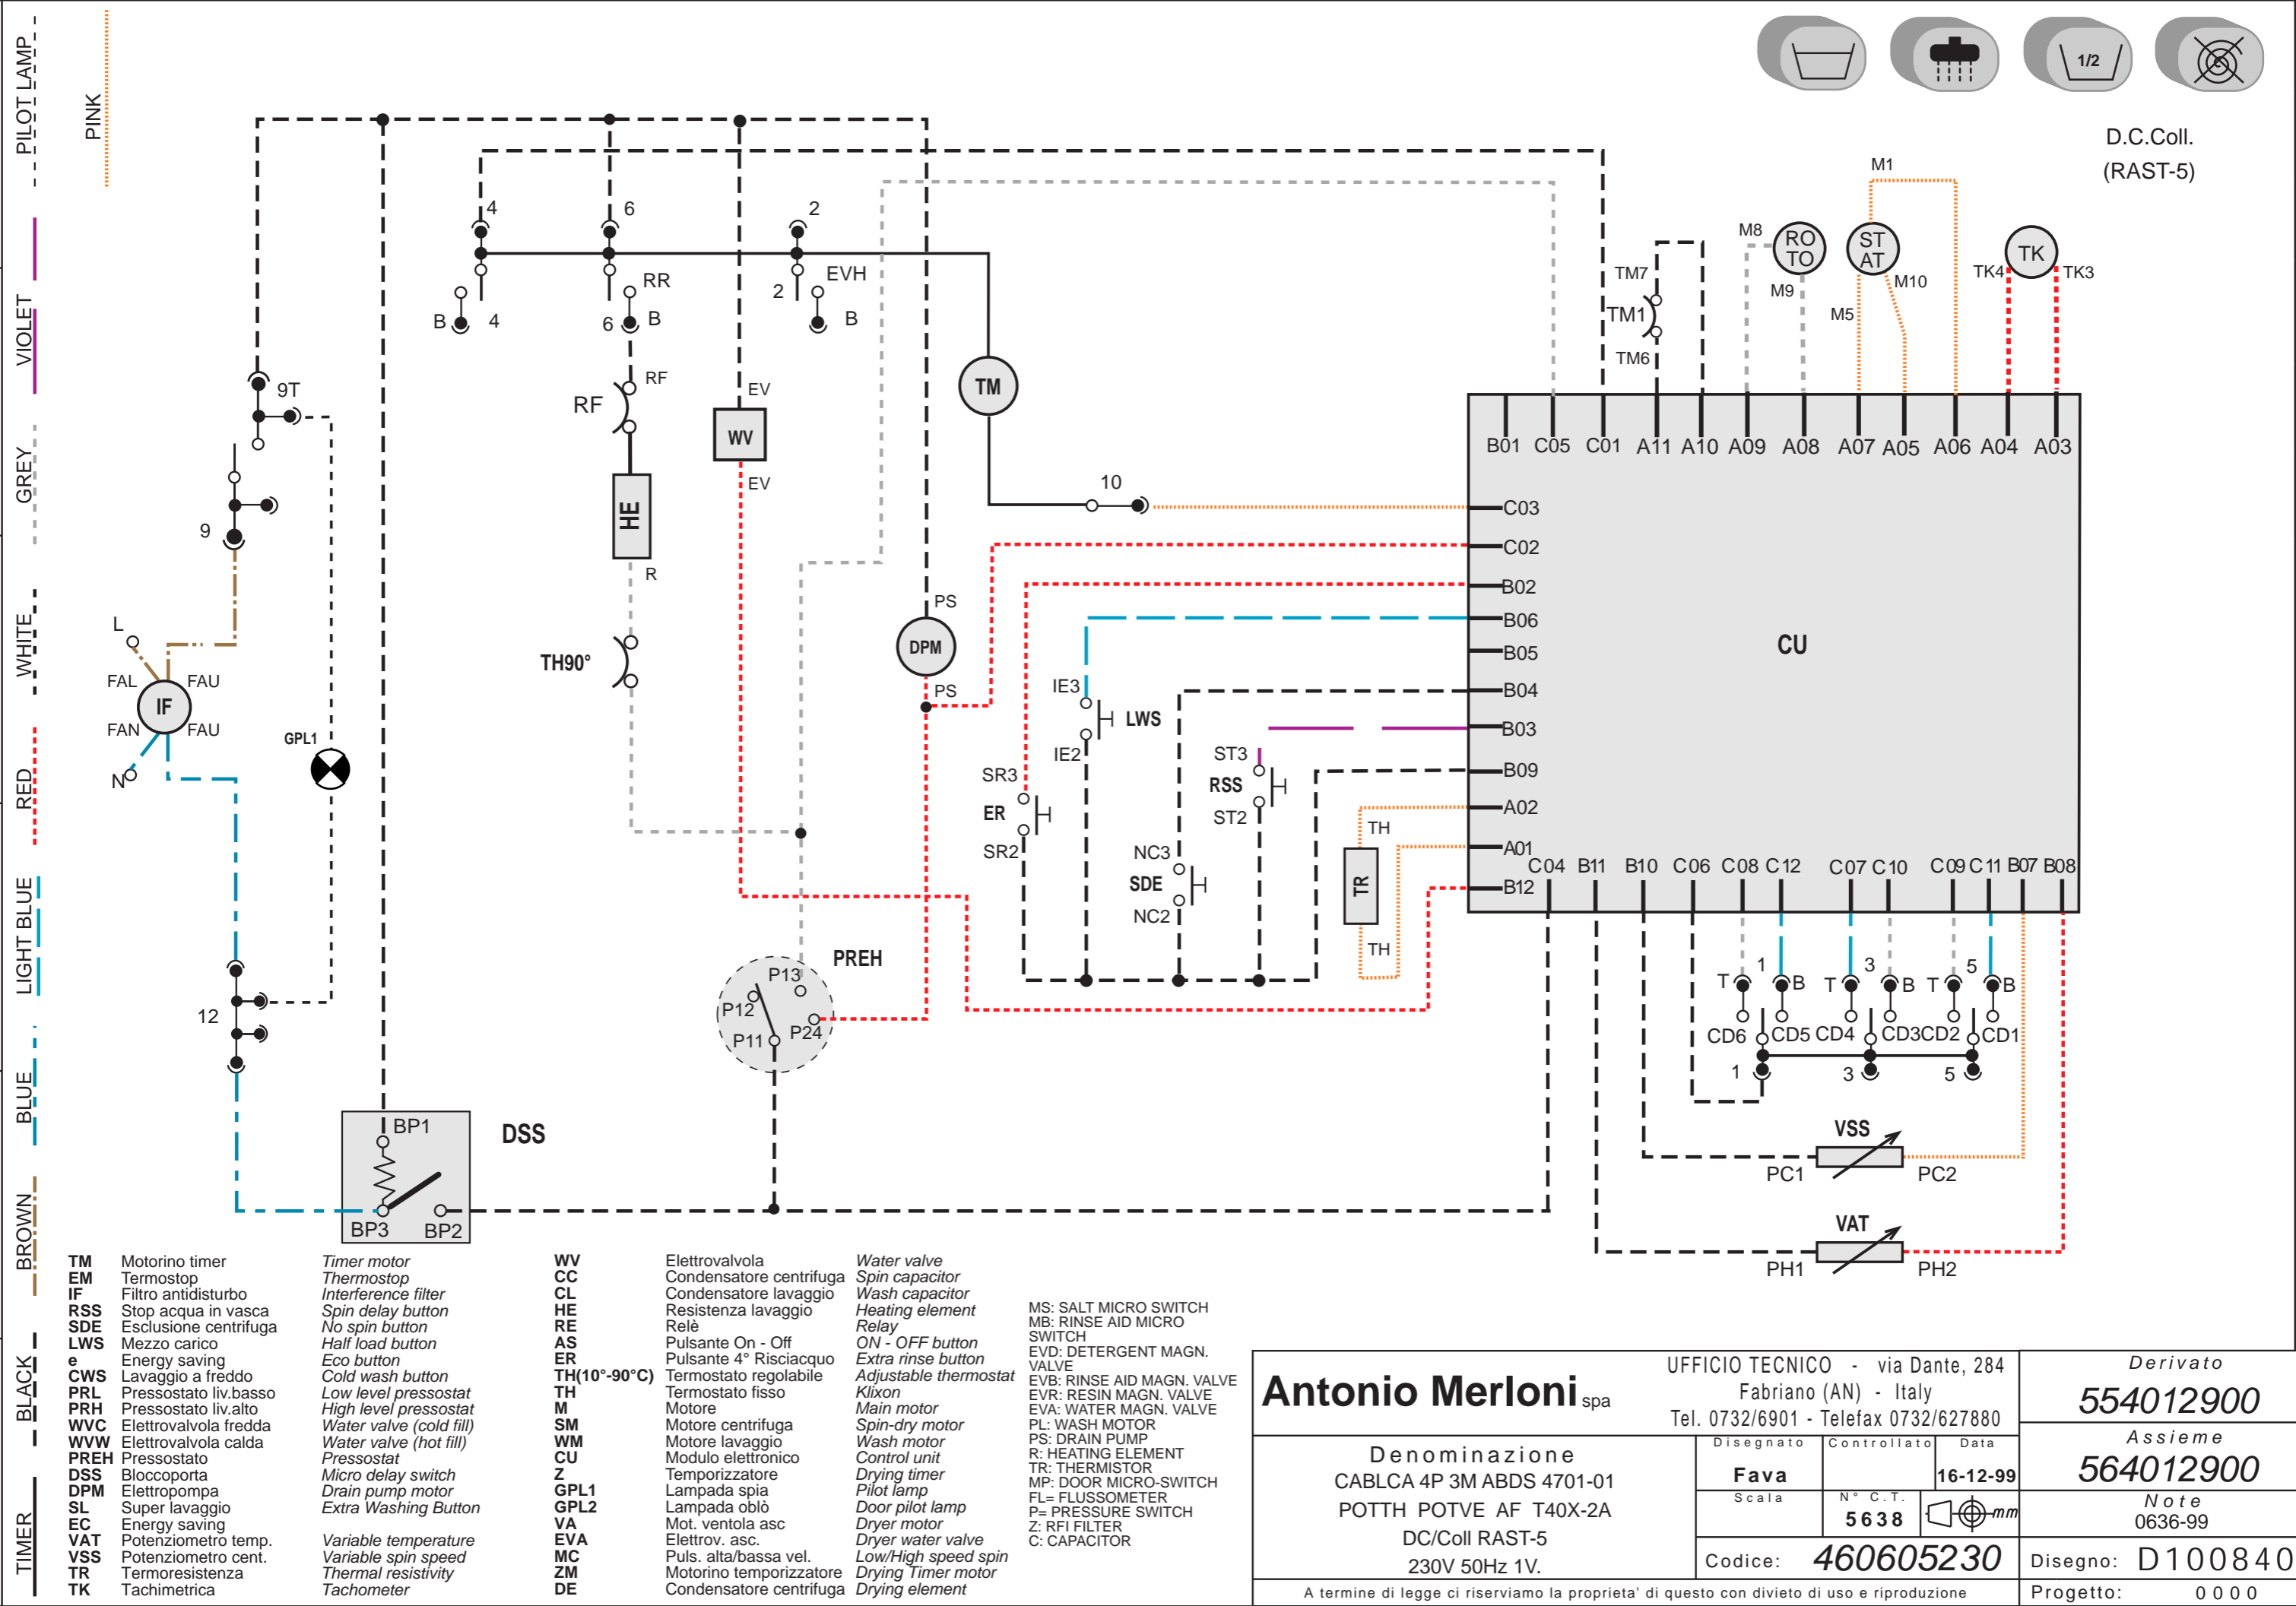 PILOT LAMP
PINK
VIOLET
GREY
WHITE
RED
LIGHT BLUE
BLUE
BROWN
BLACK
TIMER
1/2
D.C.Coll.
(RAST-5)
4
6
2
RR
EVH
B
4
6
B
2
B
9T
9
RF
RF
EV
WV
EV
TM
10
HE
R
TH90°
PS
DPM
PS
L
FAL
FAU
IF
FAN
FAU
N
GPL1
12
PREH
P13
P12
P11
P24
DSS
BP1
BP3
BP2
M1
M8
RO
TO
M9
ST
AT
M5
M10
TK
TK4
TK3
TM7
TM1
TM6
B01
C05
C01
A11
A10
A09
A08
A07
A05
A06
A04
A03
C03
C02
B02
B06
B05
B04
B03
B09
A02
A01
B12
CU
C04
B11
B10
C06
C08
C12
C07
C10
C09
C11
B07
B08
IE3
LWS
IE2
SR3
ER
SR2
ST3
RSS
ST2
NC3
SDE
NC2
TH
TR
TH
T
1
B
T
3
B
T
5
B
CD6
CD5
CD4
CD3
CD2
CD1
1
3
5
VSS
PC1
PC2
VAT
PH1
PH2
TM Motorino timer Timer motor
EM Termostop Thermostop
IF Filtro antidisturbo Interference filter
RSS Stop acqua in vasca Spin delay button
SDE Esclusione centrifuga No spin button
LWS Mezzo carico Half load button
e Energy saving Eco button
CWS Lavaggio a freddo Cold wash button
PRL Pressostato liv.basso Low level pressostat
PRH Pressostato liv.alto High level pressostat
WVC Elettrovalvola fredda Water valve (cold fill)
WVW Elettrovalvola calda Water valve (hot fill)
PREH Pressostato Pressostat
DSS Bloccoporta Micro delay switch
DPM Elettropompa Drain pump motor
SL Super lavaggio Extra Washing Button
EC Energy saving
VAT Potenziometro temp. Variable temperature
VSS Potenziometro cent. Variable spin speed
TR Termoresistenza Thermal resistivity
TK Tachimetrica Tachometer
WV Elettrovalvola Water valve
CC Condensatore centrifuga Spin capacitor
CL Condensatore lavaggio Wash capacitor
HE Resistenza lavaggio Heating element
RE Relè Relay
AS Pulsante On - Off ON - OFF button
ER Pulsante 4° Risciacquo Extra rinse button
TH(10°-90°C) Termostato regolabile Adjustable thermostat
TH Termostato fisso Klixon
M Motore Main motor
SM Motore centrifuga Spin-dry motor
WM Motore lavaggio Wash motor
CU Modulo elettronico Control unit
Z Temporizzatore Drying timer
GPL1 Lampada spia Pilot lamp
GPL2 Lampada oblò Door pilot lamp
VA Mot. ventola asc Dryer motor
EVA Elettrov. asc. Dryer water valve
MC Puls. alta/bassa vel. Low/High speed spin
ZM Motorino temporizzatore Drying Timer motor
DE Condensatore centrifuga Drying element
MS: SALT MICRO SWITCH
MB: RINSE AID MICRO
SWITCH
EVD: DETERGENT MAGN.
VALVE
EVB: RINSE AID MAGN. VALVE
EVR: RESIN MAGN. VALVE
EVA: WATER MAGN. VALVE
PL: WASH MOTOR
PS: DRAIN PUMP
R: HEATING ELEMENT
TR: THERMISTOR
MP: DOOR MICRO-SWITCH
FL= FLUSSOMETER
P= PRESSURE SWITCH
Z: RFI FILTER
C: CAPACITOR
Antonio Merloni spa
UFFICIO TECNICO - via Dante, 284
Fabriano (AN) - Italy
Tel. 0732/6901 - Telefax 0732/627880
Derivato
554012900
Assieme
564012900
Denominazione
CABLCA 4P 3M ABDS 4701-01
POTTH POTVE AF T40X-2A
DC/Coll RAST-5
230V 50Hz 1V.
Disegnato
Fava
Controllato
Data
16-12-99
Scala
N° C.T.
5638
mm
Note
0636-99
Codice: 460605230
Disegno: D100840
A termine di legge ci riserviamo la proprieta' di questo con divieto di uso e riproduzione
Progetto: 0000